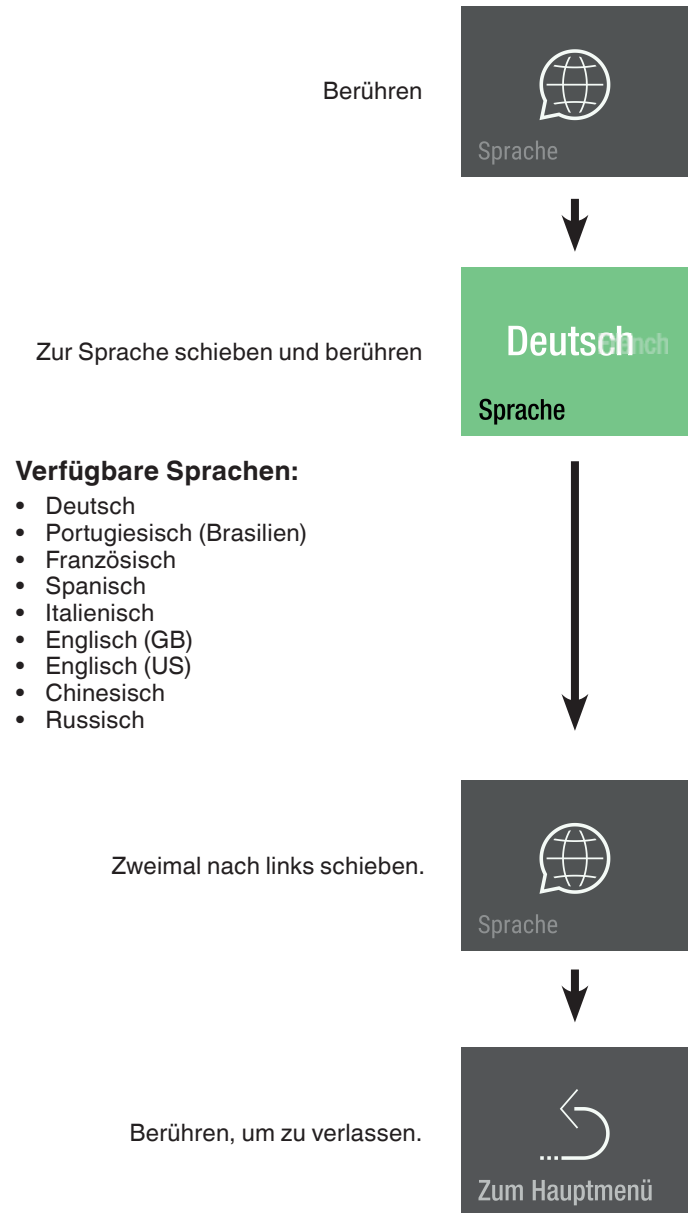 Berühren
Sprache
Zur Sprache schieben und berühren
Deutsch French
Sprache
Verfügbare Sprachen:
• Deutsch
• Portugiesisch (Brasilien)
• Französisch
• Spanisch
• Italienisch
• Englisch (GB)
• Englisch (US)
• Chinesisch
• Russisch
Zweimal nach links schieben.
Sprache
Berühren, um zu verlassen.
Zum Hauptmenü